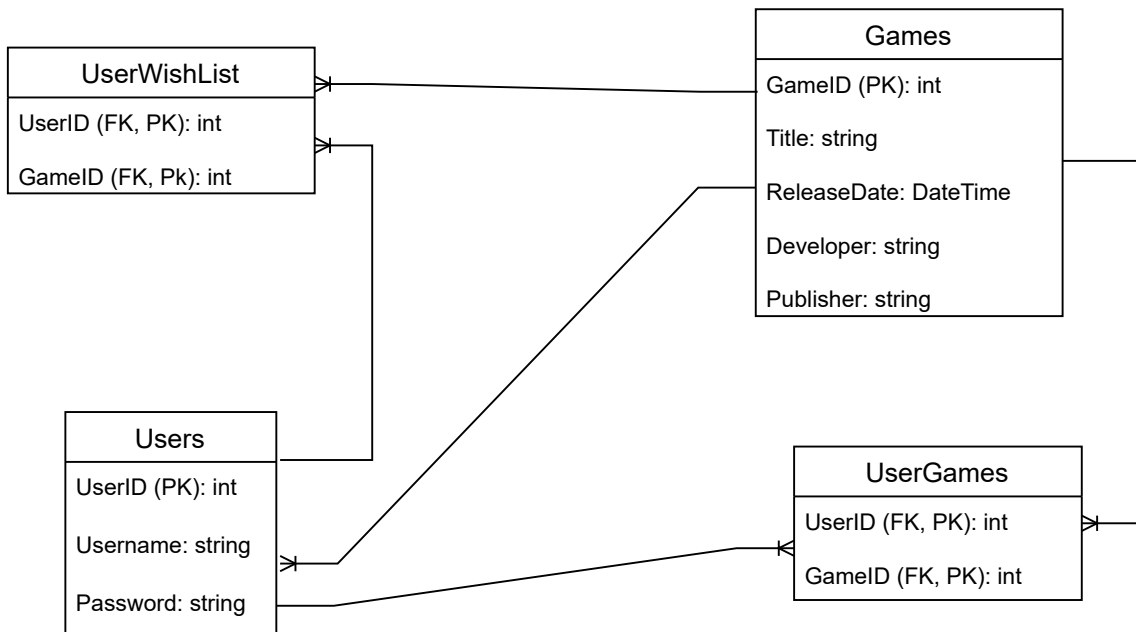 UserWishList
UserID (FK, PK): int
GameID (FK, Pk): int
Games
GameID (PK): int
Title: string
ReleaseDate: DateTime
Developer: string
Publisher: string
Users
UserID (PK): int
Username: string
Password: string
UserGames
UserID (FK, PK): int
GameID (FK, PK): int